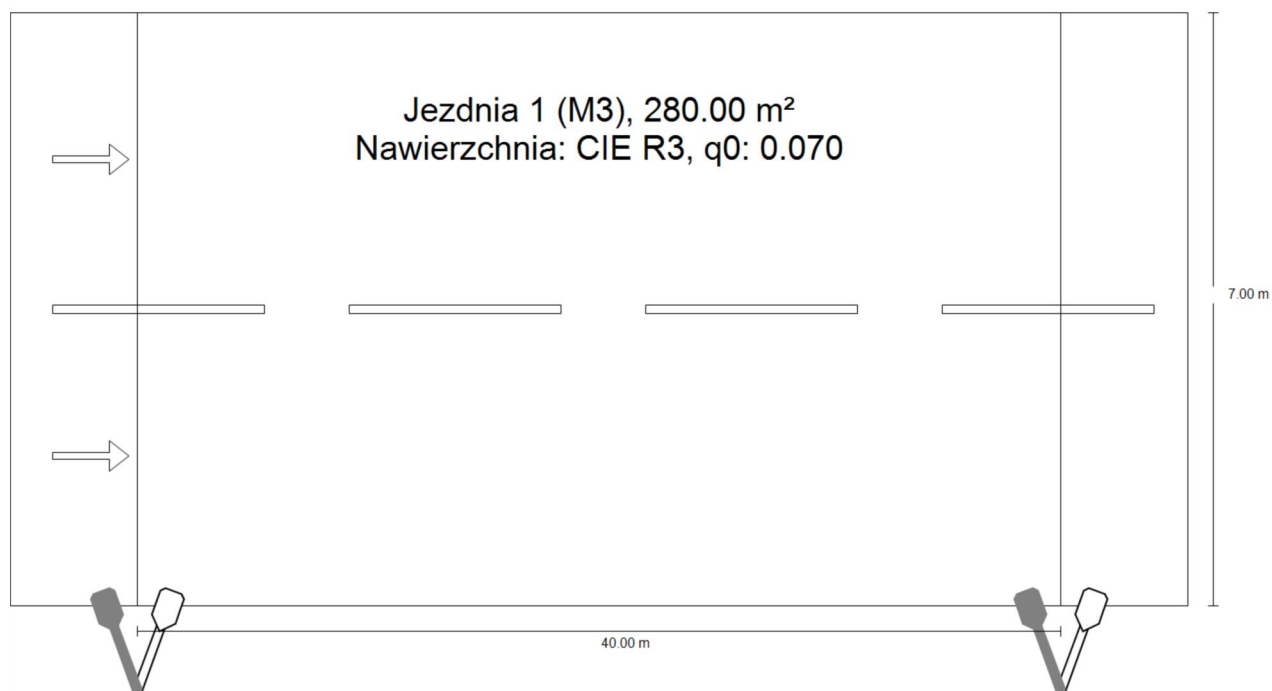 Jezdnia 1 (M3), 280.00 m²
Nawierzchnia: CIE R3, q0: 0.070
7.00 m
40.00 m